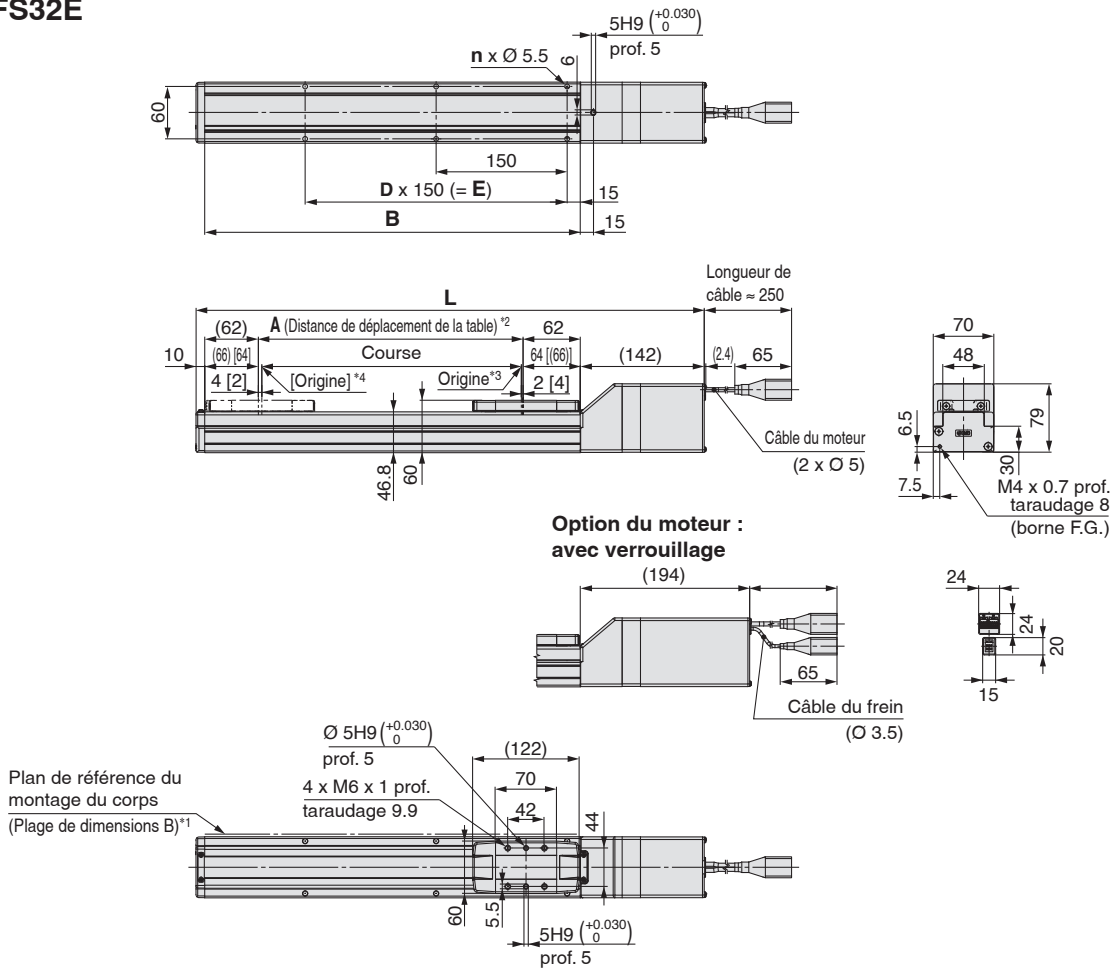 FS32E
5H9 (+0.030 0)
prof. 5
n x Ø 5.5
6
60
150
D x 150 (= E)
15
B
15
Longueur de
câble ≈ 250
L
(62)
A (Distance de déplacement de la table) *2
62
10
(66) [64]
Course
64 [(66)]
(142)
(2.4)
65
4 [2]
[Origine] *4
Origine*3
2 [4]
46.8
60
Câble du moteur
(2 x Ø 5)
70
48
6.5
79
30
7.5
M4 x 0.7 prof.
taraudage 8
(borne F.G.)
Option du moteur :
avec verrouillage
(194)
65
Câble du frein
(Ø 3.5)
24
24
20
15
Ø 5H9 (+0.030 0)
prof. 5
(122)
Plan de référence du
montage du corps
(Plage de dimensions B)*1
4 x M6 x 1 prof.
taraudage 9.9
70
42
44
60
5.5
5H9 (+0.030 0)
prof. 5